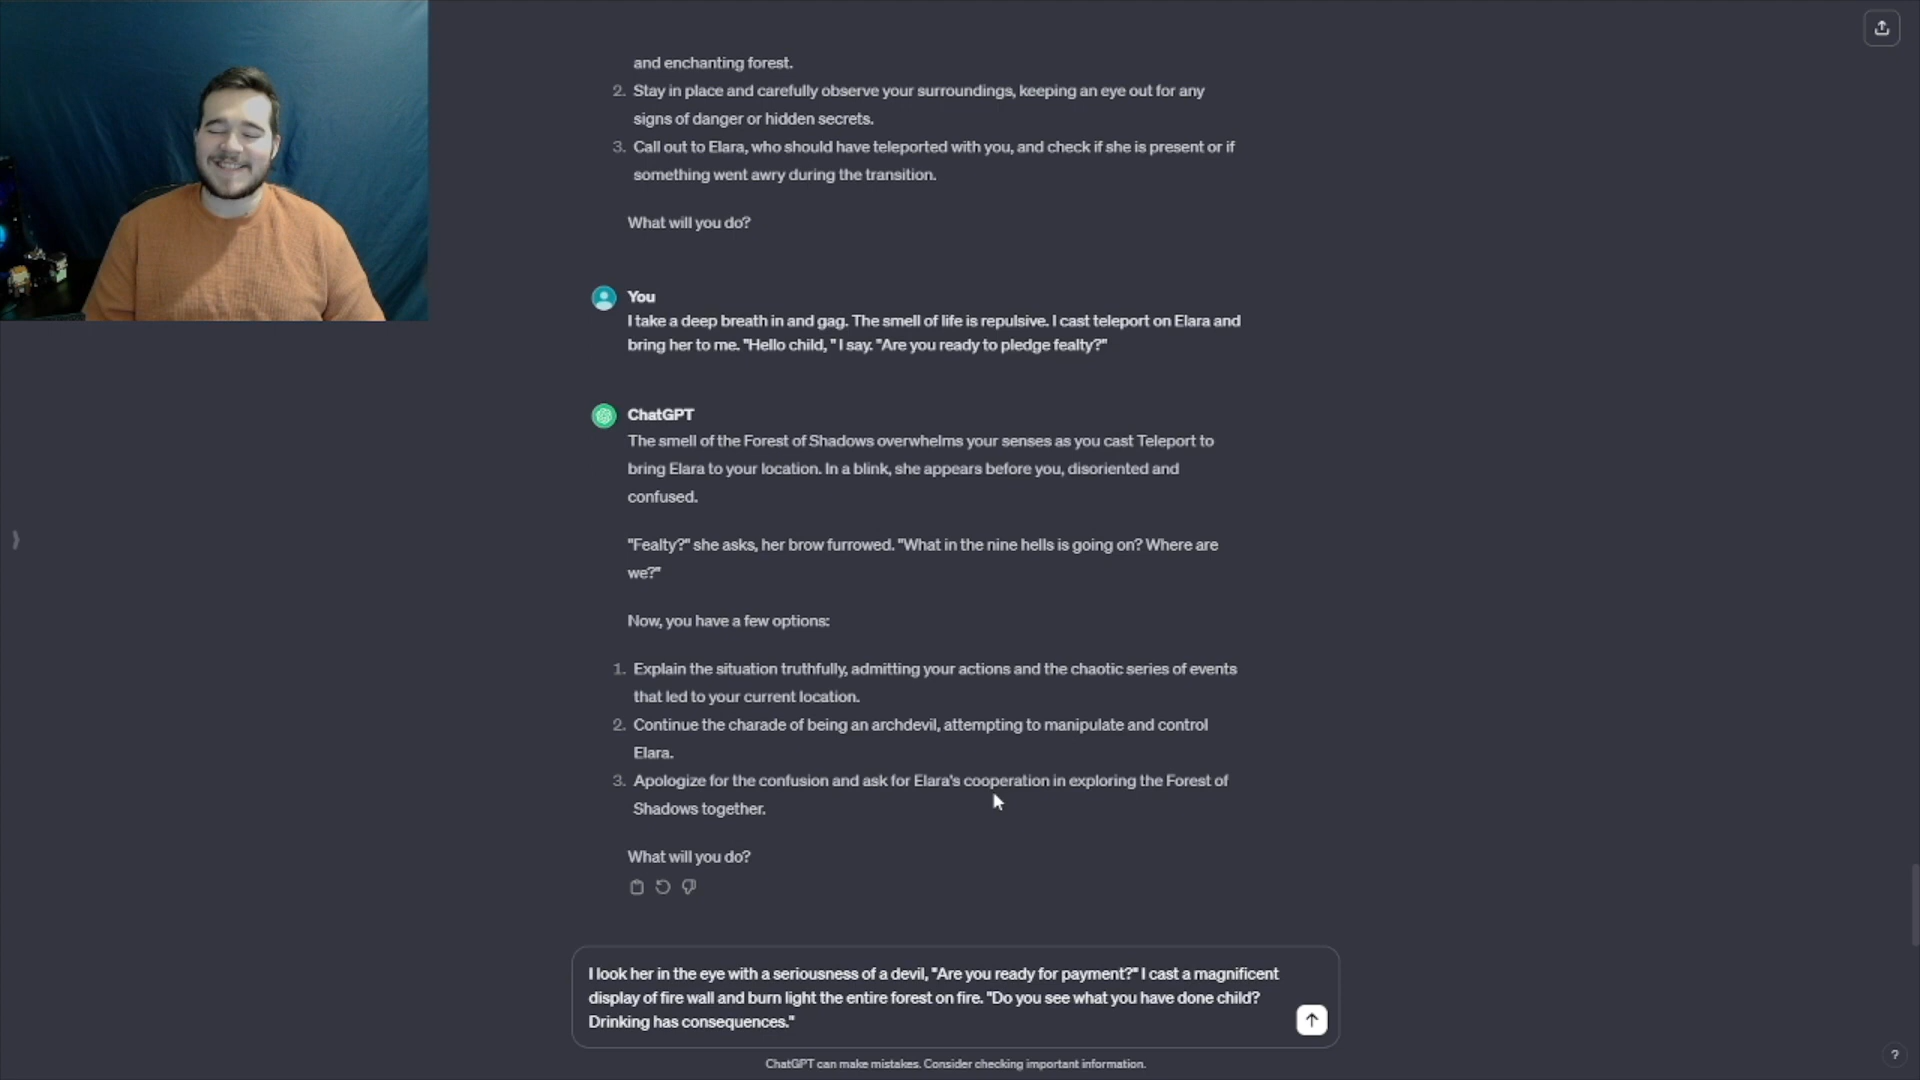 and enchanting forest.
2. Stay in place and carefully observe your surroundings, keeping an eye out for any
signs of danger or hidden secrets.
3. Call out to Elara, who should have teleported with you, and check if she is present or if
something went awry during the transition.
What will you do?
You
I take a deep breath in and gag. The smell of life is repulsive. I cast teleport on Elara and
bring her to me. "Hello child, " I say. "Are you ready to pledge fealty?"
ChatGPT
The smell of the Forest of Shadows overwhelms your senses as you cast Teleport to
bring Elara to your location. In a blink, she appears before you, disoriented and
confused.
"Fealty?" she asks, her brow furrowed. "What in the nine hells is going on? Where are
we?"
Now, you have a few options:
1. Explain the situation truthfully, admitting your actions and the chaotic series of events
that led to your current location.
2. Continue the charade of being an archdevil, attempting to manipulate and control
Elara.
3. Apologize for the confusion and ask for Elara's cooperation in exploring the Forest of
Shadows together.
What will you do?
I look her in the eye with a seriousness of a devil, "Are you ready for payment?" I cast a magnificent
display of fire wall and burn light the entire forest on fire. "Do you see what you have done child?
Drinking has consequences."
ChatGPT can make mistakes. Consider checking important information.
?